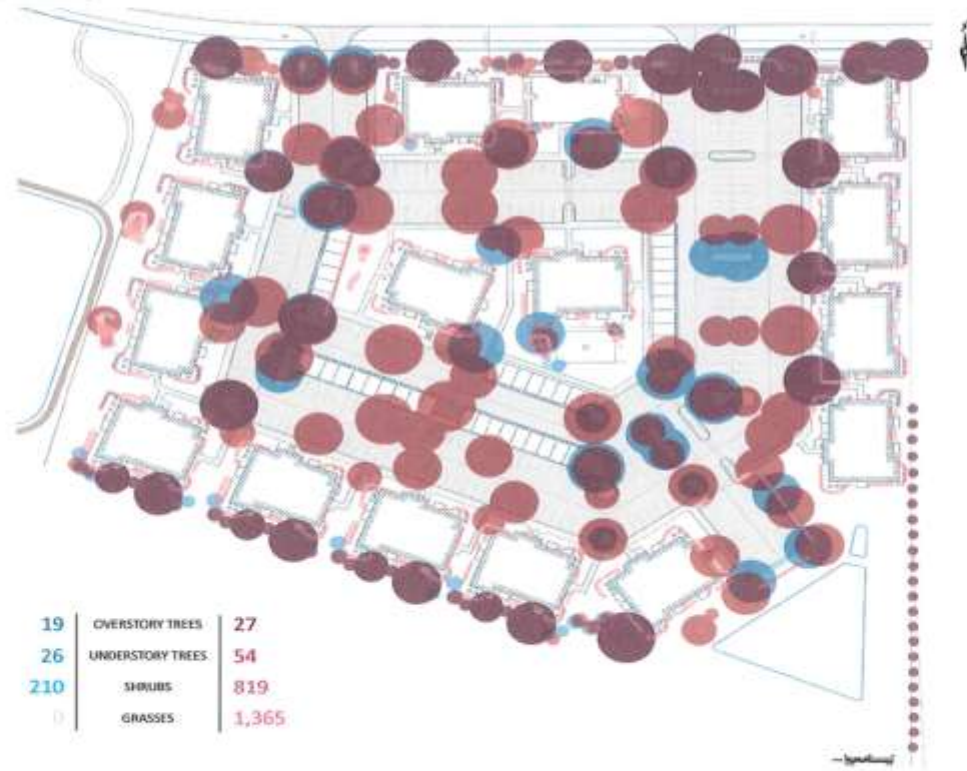 19 OVERSTORY TREES 27
26 UNDERSTORY TREES 54
210 SHRUBS 819
0 GRASSES 1,365